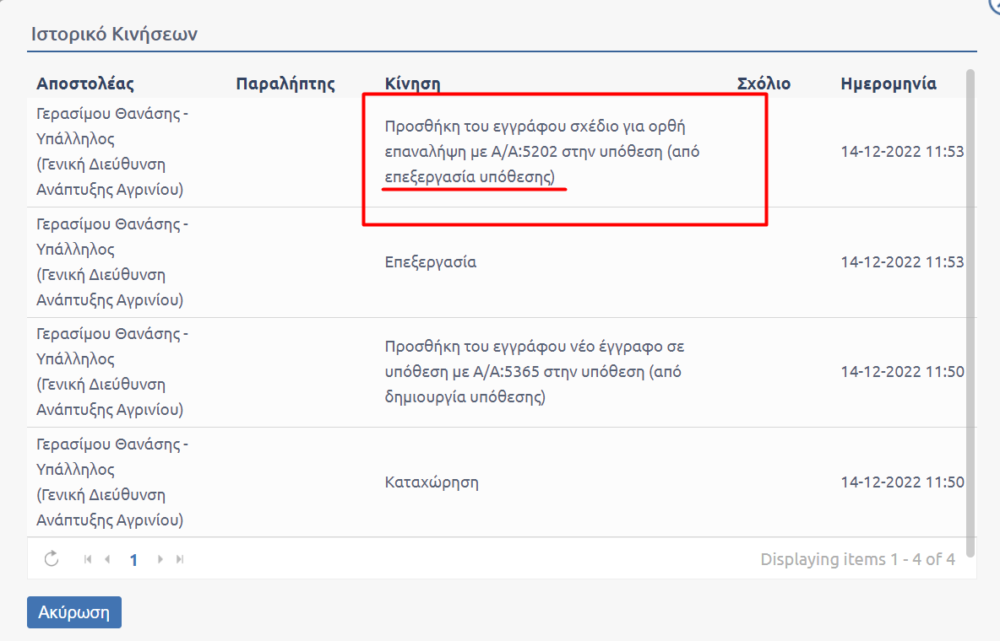 Ιστορικό Κινήσεων
Αποστολέας Παραλήπτης Κίνηση Σχόλιο Ημερομηνία
Γερασίμου Θανάσης -
Υπάλληλος
(Γενική Διεύθυνση
Ανάπτυξης Αγρινίου)
Προσθήκη του εγγράφου σχέδιο για ορθή
επαναλήψη με Α/Α:5202 στην υπόθεση (από
επεξεργασία υπόθεσης)
14-12-2022 11:53
Γερασίμου Θανάσης -
Υπάλληλος
(Γενική Διεύθυνση
Ανάπτυξης Αγρινίου)
Επεξεργασία
14-12-2022 11:53
Γερασίμου Θανάσης -
Υπάλληλος
(Γενική Διεύθυνση
Ανάπτυξης Αγρινίου)
Προσθήκη του εγγράφου νέο έγγραφο σε
υπόθεση με Α/Α:5365 στην υπόθεση (από
δημιουργία υπόθεσης)
14-12-2022 11:50
Γερασίμου Θανάσης -
Υπάλληλος
(Γενική Διεύθυνση
Ανάπτυξης Αγρινίου)
Καταχώρηση
14-12-2022 11:50
1
Displaying items 1 - 4 of 4
Ακύρωση